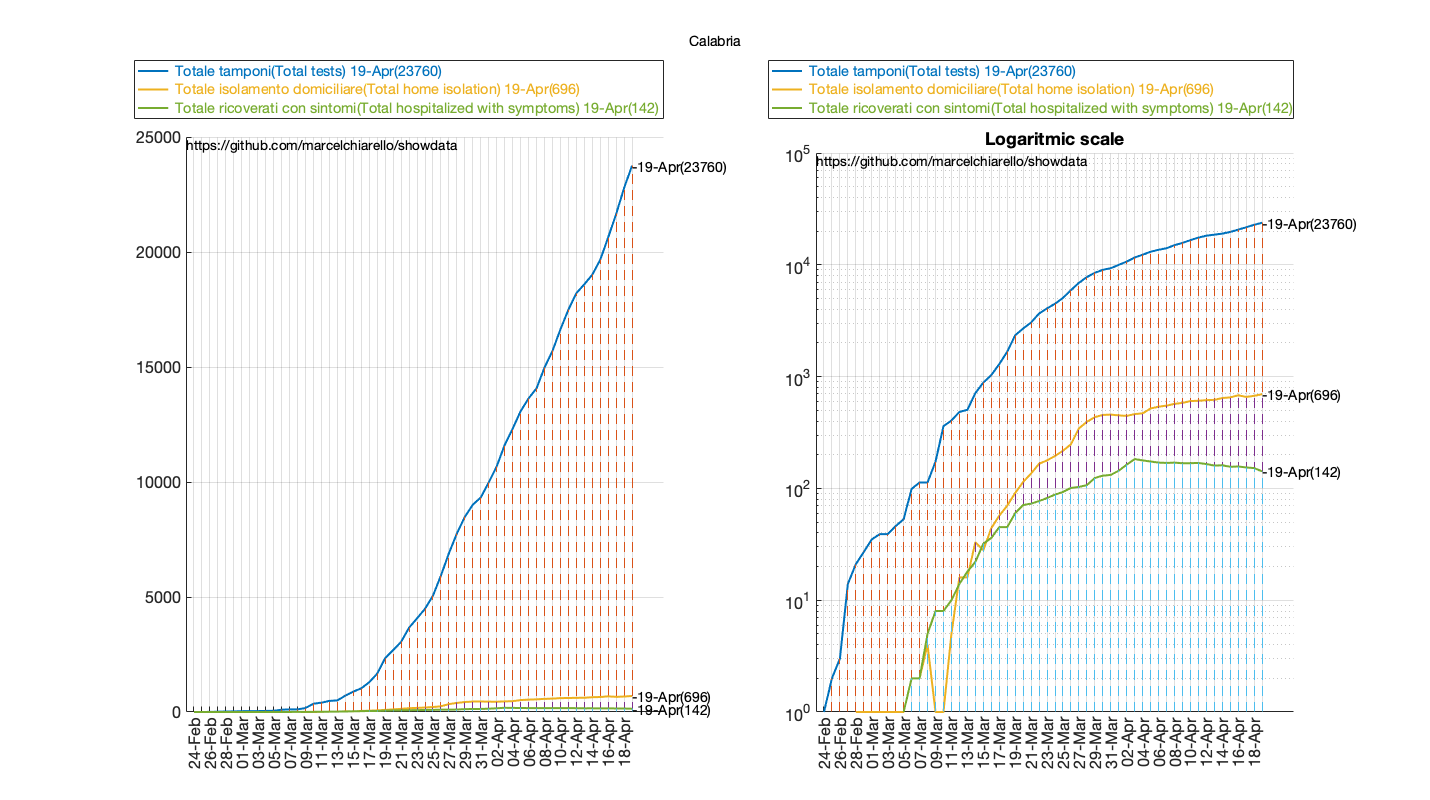 Calabria
Totale tamponi(Total tests) 19-Apr(23760)
Totale isolamento domiciliare(Total home isolation) 19-Apr(696)
Totale ricoverati con sintomi(Total hospitalized with symptoms) 19-Apr(142)
25000
20000
15000
10000
5000
0
https://github.com/marcelchiarello/showdata
19-Apr(23760)
19-Apr(696)
19-Apr(142)
24-Feb
26-Feb
28-Feb
01-Mar
03-Mar
05-Mar
07-Mar
09-Mar
11-Mar
13-Mar
15-Mar
17-Mar
19-Mar
21-Mar
23-Mar
25-Mar
27-Mar
29-Mar
31-Mar
02-Apr
04-Apr
06-Apr
08-Apr
10-Apr
12-Apr
14-Apr
16-Apr
18-Apr
Totale tamponi(Total tests) 19-Apr(23760)
Totale isolamento domiciliare(Total home isolation) 19-Apr(696)
Totale ricoverati con sintomi(Total hospitalized with symptoms) 19-Apr(142)
Logaritmic scale
10^5
10^4
10^3
10^2
10^1
10^0
https://github.com/marcelchiarello/showdata
19-Apr(23760)
19-Apr(696)
19-Apr(142)
24-Feb
26-Feb
28-Feb
01-Mar
03-Mar
05-Mar
07-Mar
09-Mar
11-Mar
13-Mar
15-Mar
17-Mar
19-Mar
21-Mar
23-Mar
25-Mar
27-Mar
29-Mar
31-Mar
02-Apr
04-Apr
06-Apr
08-Apr
10-Apr
12-Apr
14-Apr
16-Apr
18-Apr